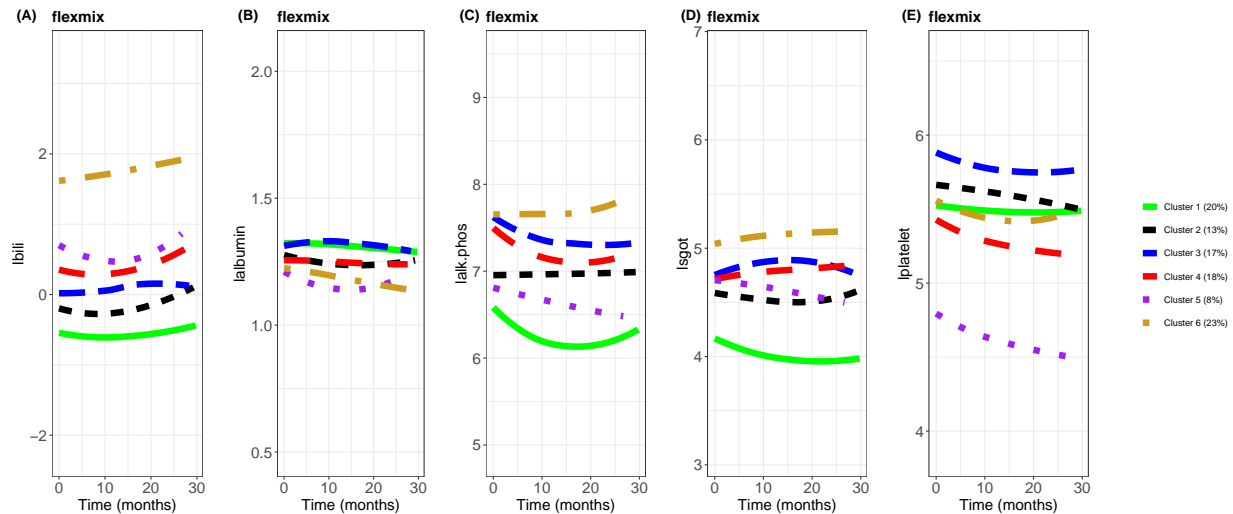 (A) flexmix
lbili
2
0
−2
0 10 20 30
Time (months)
(B) flexmix
lalbumin
2.0
1.5
1.0
0.5
0 10 20 30
Time (months)
(C) flexmix
lalk.phos
9
8
7
6
5
0 10 20 30
Time (months)
(D) flexmix
lsgot
7
6
5
4
3
0 10 20 30
Time (months)
(E) flexmix
lplatelet
6
5
4
0 10 20 30
Time (months)
Cluster 1 (20%)
Cluster 2 (13%)
Cluster 3 (17%)
Cluster 4 (18%)
Cluster 5 (8%)
Cluster 6 (23%)